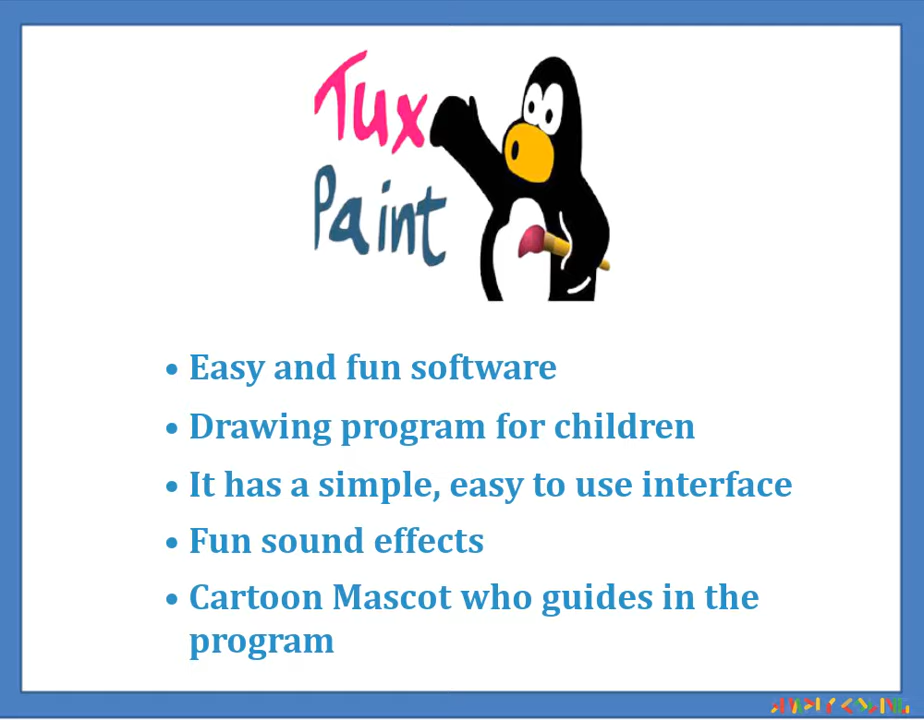 Tux
Paint
• Easy and fun software
• Drawing program for children
• It has a simple, easy to use interface
• Fun sound effects
• Cartoon Mascot who guides in the
program